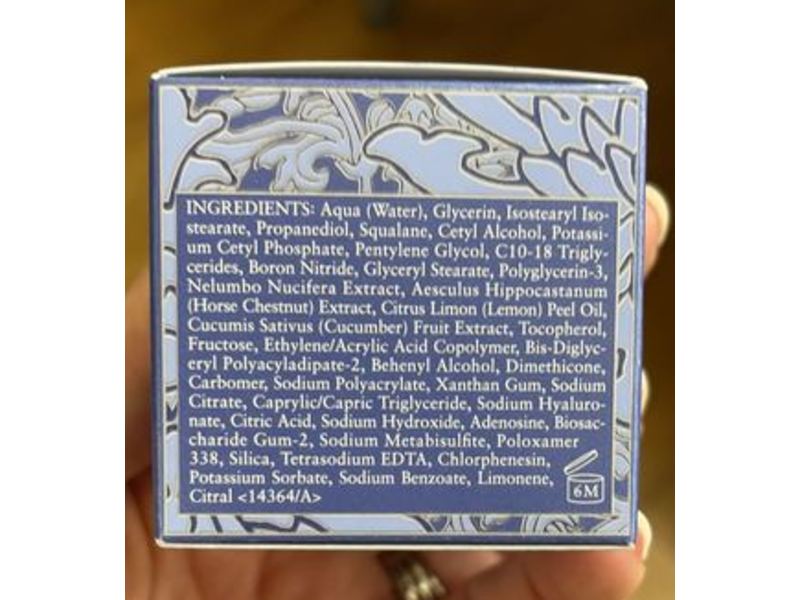 INGREDIENTS: Aqua (Water), Glycerin, Isostearyl Iso-
stearate, Propanediol, Squalane, Cetyl Alcohol, Potassi-
um Cetyl Phosphate, Pentylene Glycol, C10-18 Trigly-
cerides, Boron Nitride, Glyceryl Stearate, Polyglycerin-3,
Nelumbo Nucifera Extract, Aesculus Hippocastanum
(Horse Chestnut) Extract, Citrus Limon (Lemon) Peel Oil,
Cucumis Sativus (Cucumber) Fruit Extract, Tocopherol,
Fructose, Ethylene/Acrylic Acid Copolymer, Bis-Diglyc-
eryl Polyacyladipate-2, Behenyl Alcohol, Dimethicone,
Carbomer, Sodium Polyacrylate, Xanthan Gum, Sodium
Citrate, Caprylic/Capric Triglyceride, Sodium Hyaluro-
nate, Citric Acid, Sodium Hydroxide, Adenosine, Biosac-
charide Gum-2, Sodium Metabisulfite, Poloxamer
338, Silica, Tetrasodium EDTA, Chlorphenesin,
Potassium Sorbate, Sodium Benzoate, Limonene,
Citral <14364/A>
6M